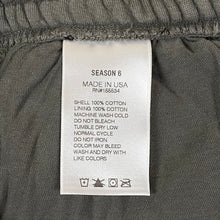 SEASON 6
MADE IN USA
RN#155534
SHELL 100% COTTON
LINING 100% COTTON
MACHINE WASH COLD
DO NOT BLEACH
TUMBLE DRY LOW
NORMAL CYCLE
DO NOT IRON
COLOR MAY BLEED
WASH AND DRY WITH
LIKE COLORS